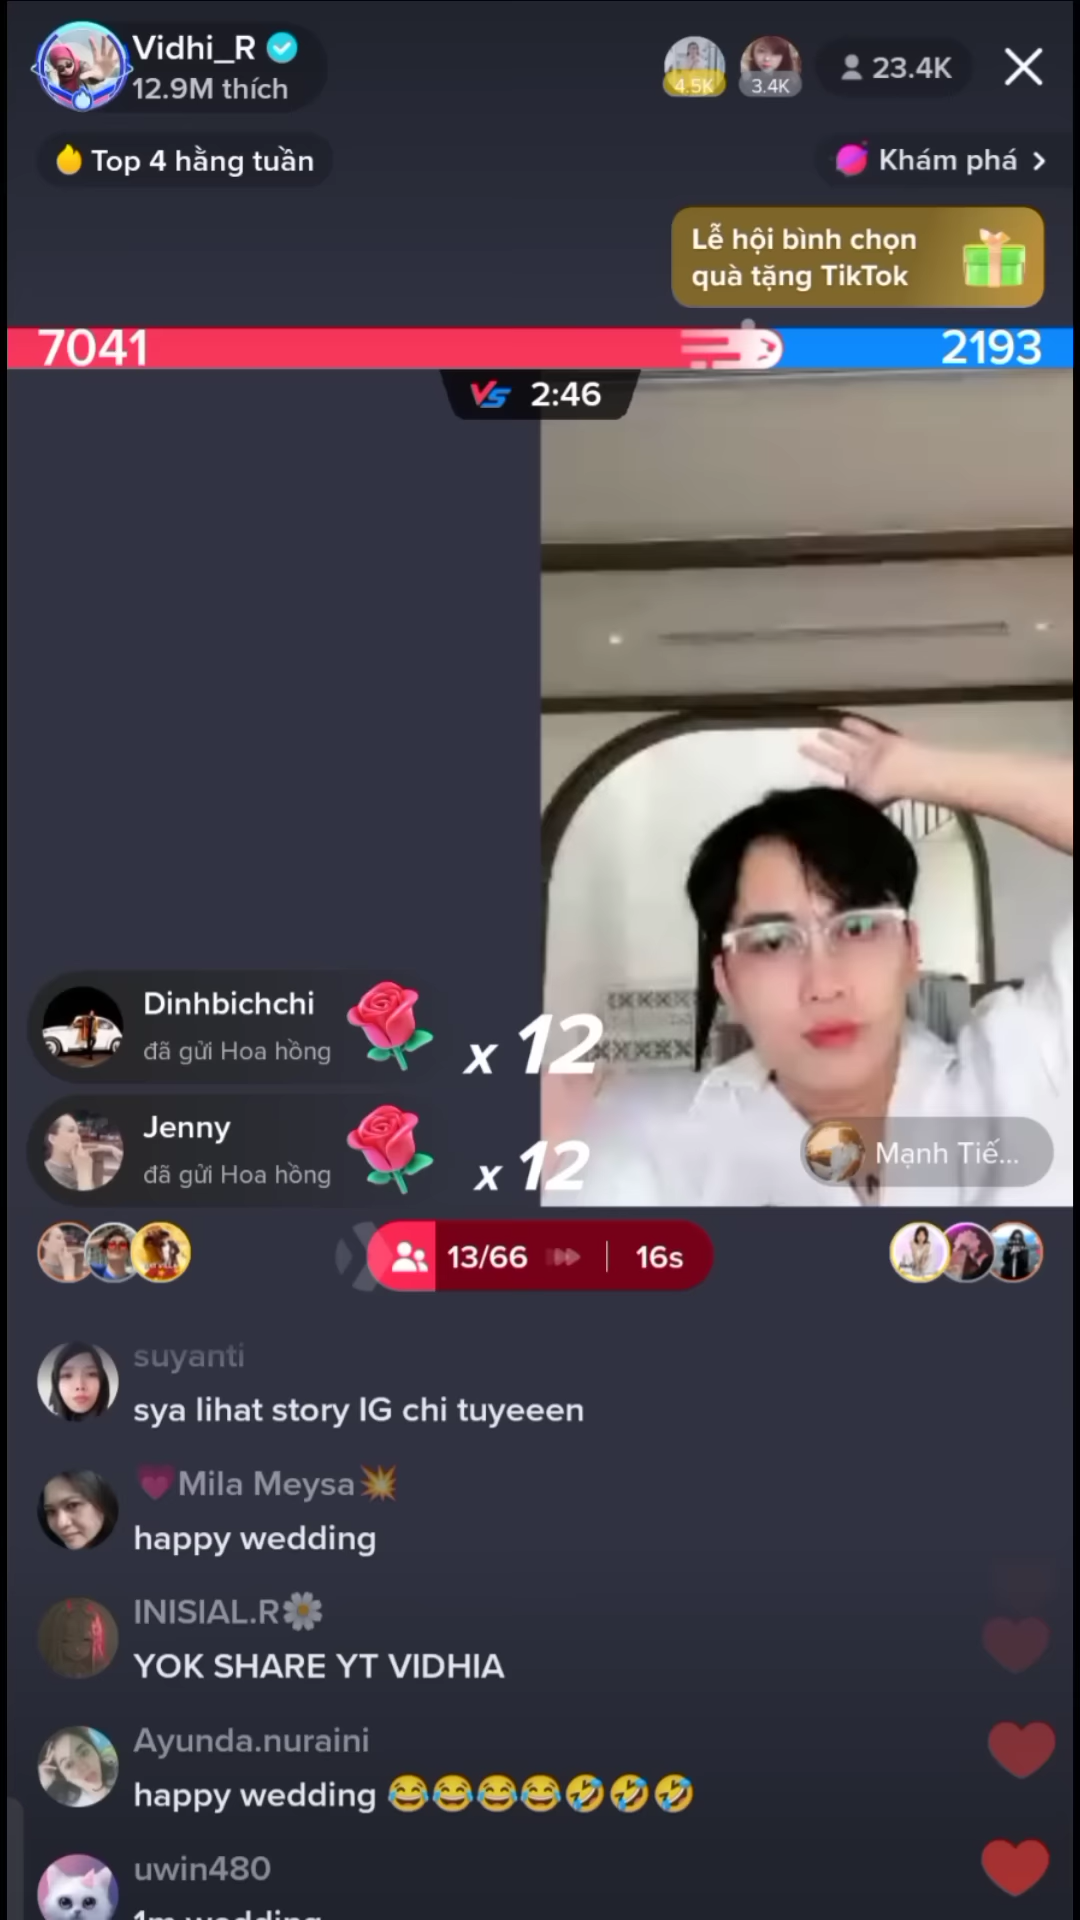 Vidhi_R
12.9M thích
4.5K
3.4K
23.4K
Top 4 hằng tuần
Khám phá
Lễ hội bình chọn
quà tặng TikTok
7041
2193
VS 2:46
Dinhbichchi
đã gửi Hoa hồng
x 12
Jenny
đã gửi Hoa hồng
x 12
Mạnh Tiế...
13/66
16s
suyanti
sya lihat story IG chi tuyeeen
💗Mila Meysa💥
happy wedding
INISIAL.R🌼
YOK SHARE YT VIDHIA
Ayunda.nuraini
happy wedding 😂😂😂😂🤣🤣🤣
uwin480
1m wedding